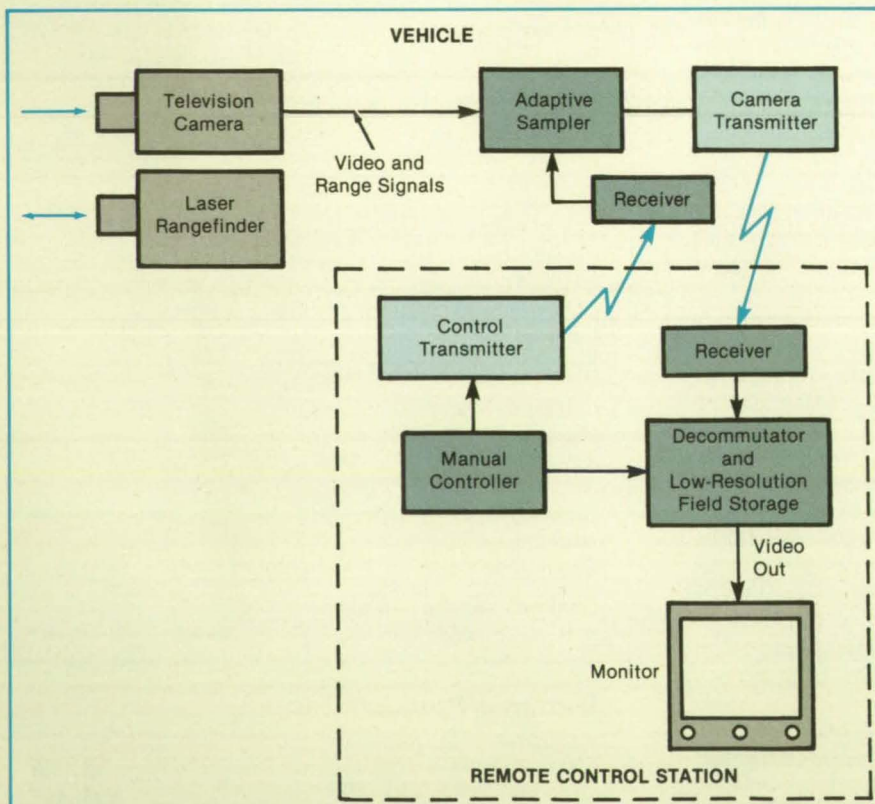 VEHICLE
Television
Camera
Adaptive
Sampler
Camera
Transmitter
Video and
Range Signals
Laser
Rangefinder
Receiver
Control
Transmitter
Receiver
Manual
Controller
Decommutator
and
Low-Resolution
Field Storage
Video
Out
Monitor
REMOTE CONTROL STATION